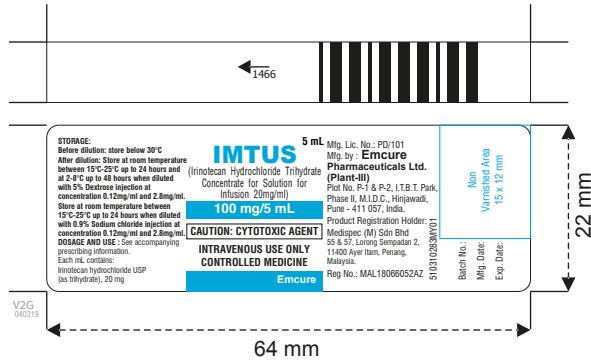 1466
STORAGE:
Before dilution: store below 30°C
After dilution: Store at room temperature
between 15°C-25°C up to 24 hours and
at 2-8°C up to 48 hours when diluted
with 5% Dextrose injection at
concentration 0.12mg/ml and 2.8mg/ml.
Store at room temperature between
15°C-25°C up to 24 hours when diluted
with 0.9% Sodium chloride injection at
concentration 0.12mg/ml and 2.8mg/ml.
DOSAGE AND USE : See accompanying
prescribing information.
Each mL contains:
Irinotecan hydrochloride USP
(as trihydrate), 20 mg
5 mL
IMTUS
(Irinotecan Hydrochloride Trihydrate
Concentrate for Solution for
Infusion 20mg/ml)
100 mg/5 mL
CAUTION: CYTOTOXIC AGENT
INTRAVENOUS USE ONLY
CONTROLLED MEDICINE
Emcure
Mfg. Lic. No.: PD/101
Mfg. by : Emcure
Pharmaceuticals Ltd.
(Plant-III)
Plot No. P-1 & P-2, I.T.B.T. Park,
Phase II, M.I.D.C., Hinjawadi,
Pune - 411 057, India.
Product Registration Holder:
Medispec (M) Sdn Bhd
55 & 57, Lorong Sempadan 2,
11400 Ayer Itam, Penang,
Malaysia.
Reg No.: MAL18066052AZ
510310283MY01
Non
Varnished Area
15 x 12 mm
Batch No.:
Mfg. Date:
Exp. Date:
22 mm
V2G
040319
64 mm